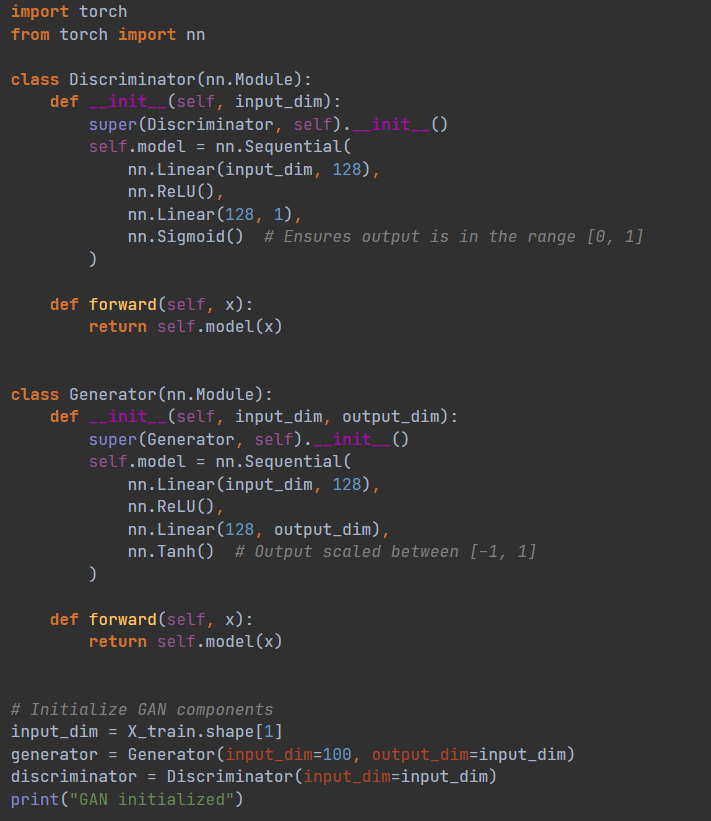 import torch
from torch import nn

class Discriminator(nn.Module):
    def __init__(self, input_dim):
        super(Discriminator, self).__init__()
        self.model = nn.Sequential(
            nn.Linear(input_dim, 128),
            nn.ReLU(),
            nn.Linear(128, 1),
            nn.Sigmoid()  # Ensures output is in the range [0, 1]
        )

    def forward(self, x):
        return self.model(x)


class Generator(nn.Module):
    def __init__(self, input_dim, output_dim):
        super(Generator, self).__init__()
        self.model = nn.Sequential(
            nn.Linear(input_dim, 128),
            nn.ReLU(),
            nn.Linear(128, output_dim),
            nn.Tanh()  # Output scaled between [-1, 1]
        )

    def forward(self, x):
        return self.model(x)


# Initialize GAN components
input_dim = X_train.shape[1]
generator = Generator(input_dim=100, output_dim=input_dim)
discriminator = Discriminator(input_dim=input_dim)
print("GAN initialized")